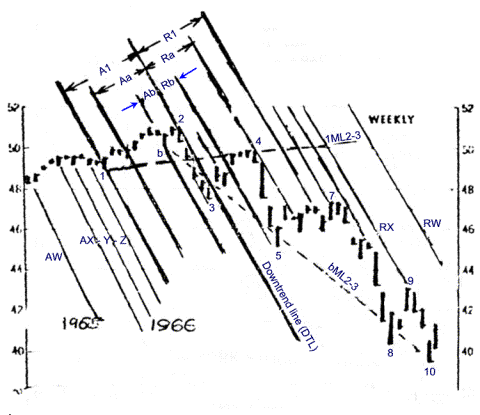 A1 R1
Aa Ra
Ab Rb
52 52
WEEKLY
2
1ML2-3
50 4 50
b
1
48 3 7 48
46 RX RW
AX - Y - Z
5
AW
44 bML2-3 44
9
Downtrend line (DTL)
42 42
1965 1966
40 8 40
10